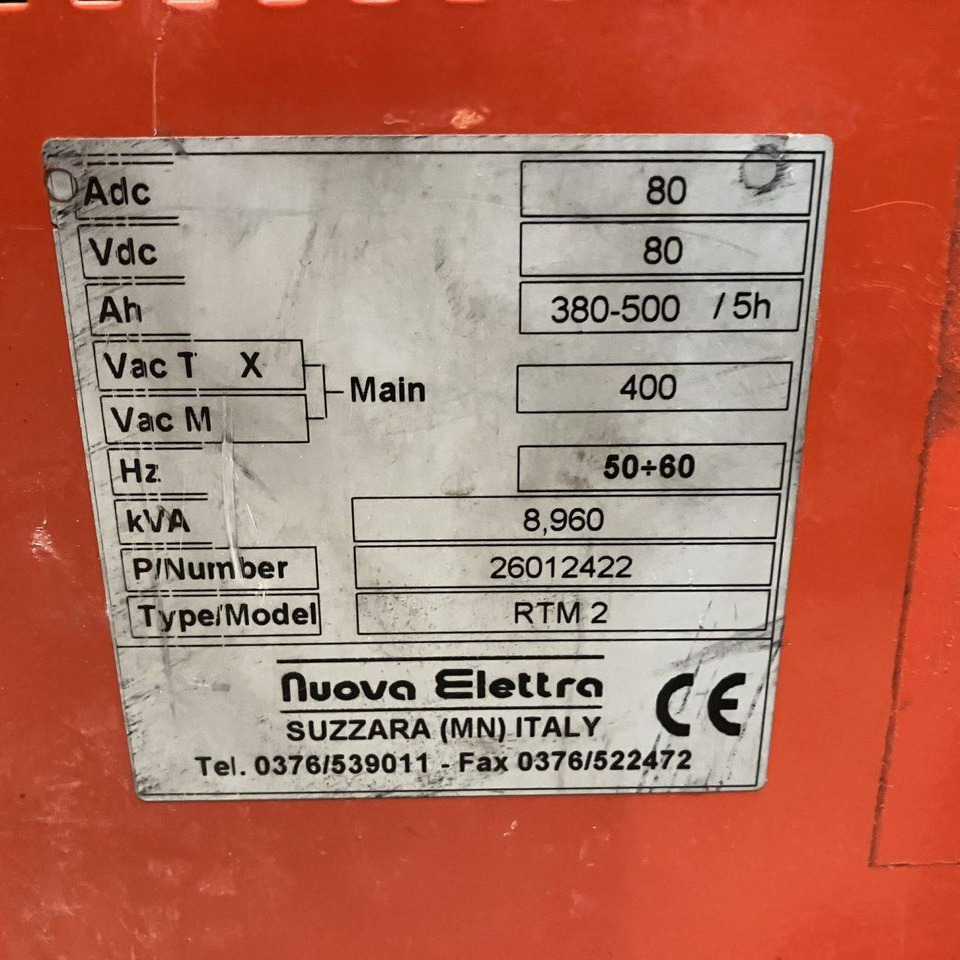 Adc 80
Vdc 80
Ah 380-500 / 5h
Vac T X
Main 400
Vac M
Hz 50÷60
kVA 8,960
P/Number 26012422
Type/Model RTM 2
Nuova Elettra
SUZZARA (MN) ITALY
CE
Tel. 0376/539011 - Fax 0376/522472